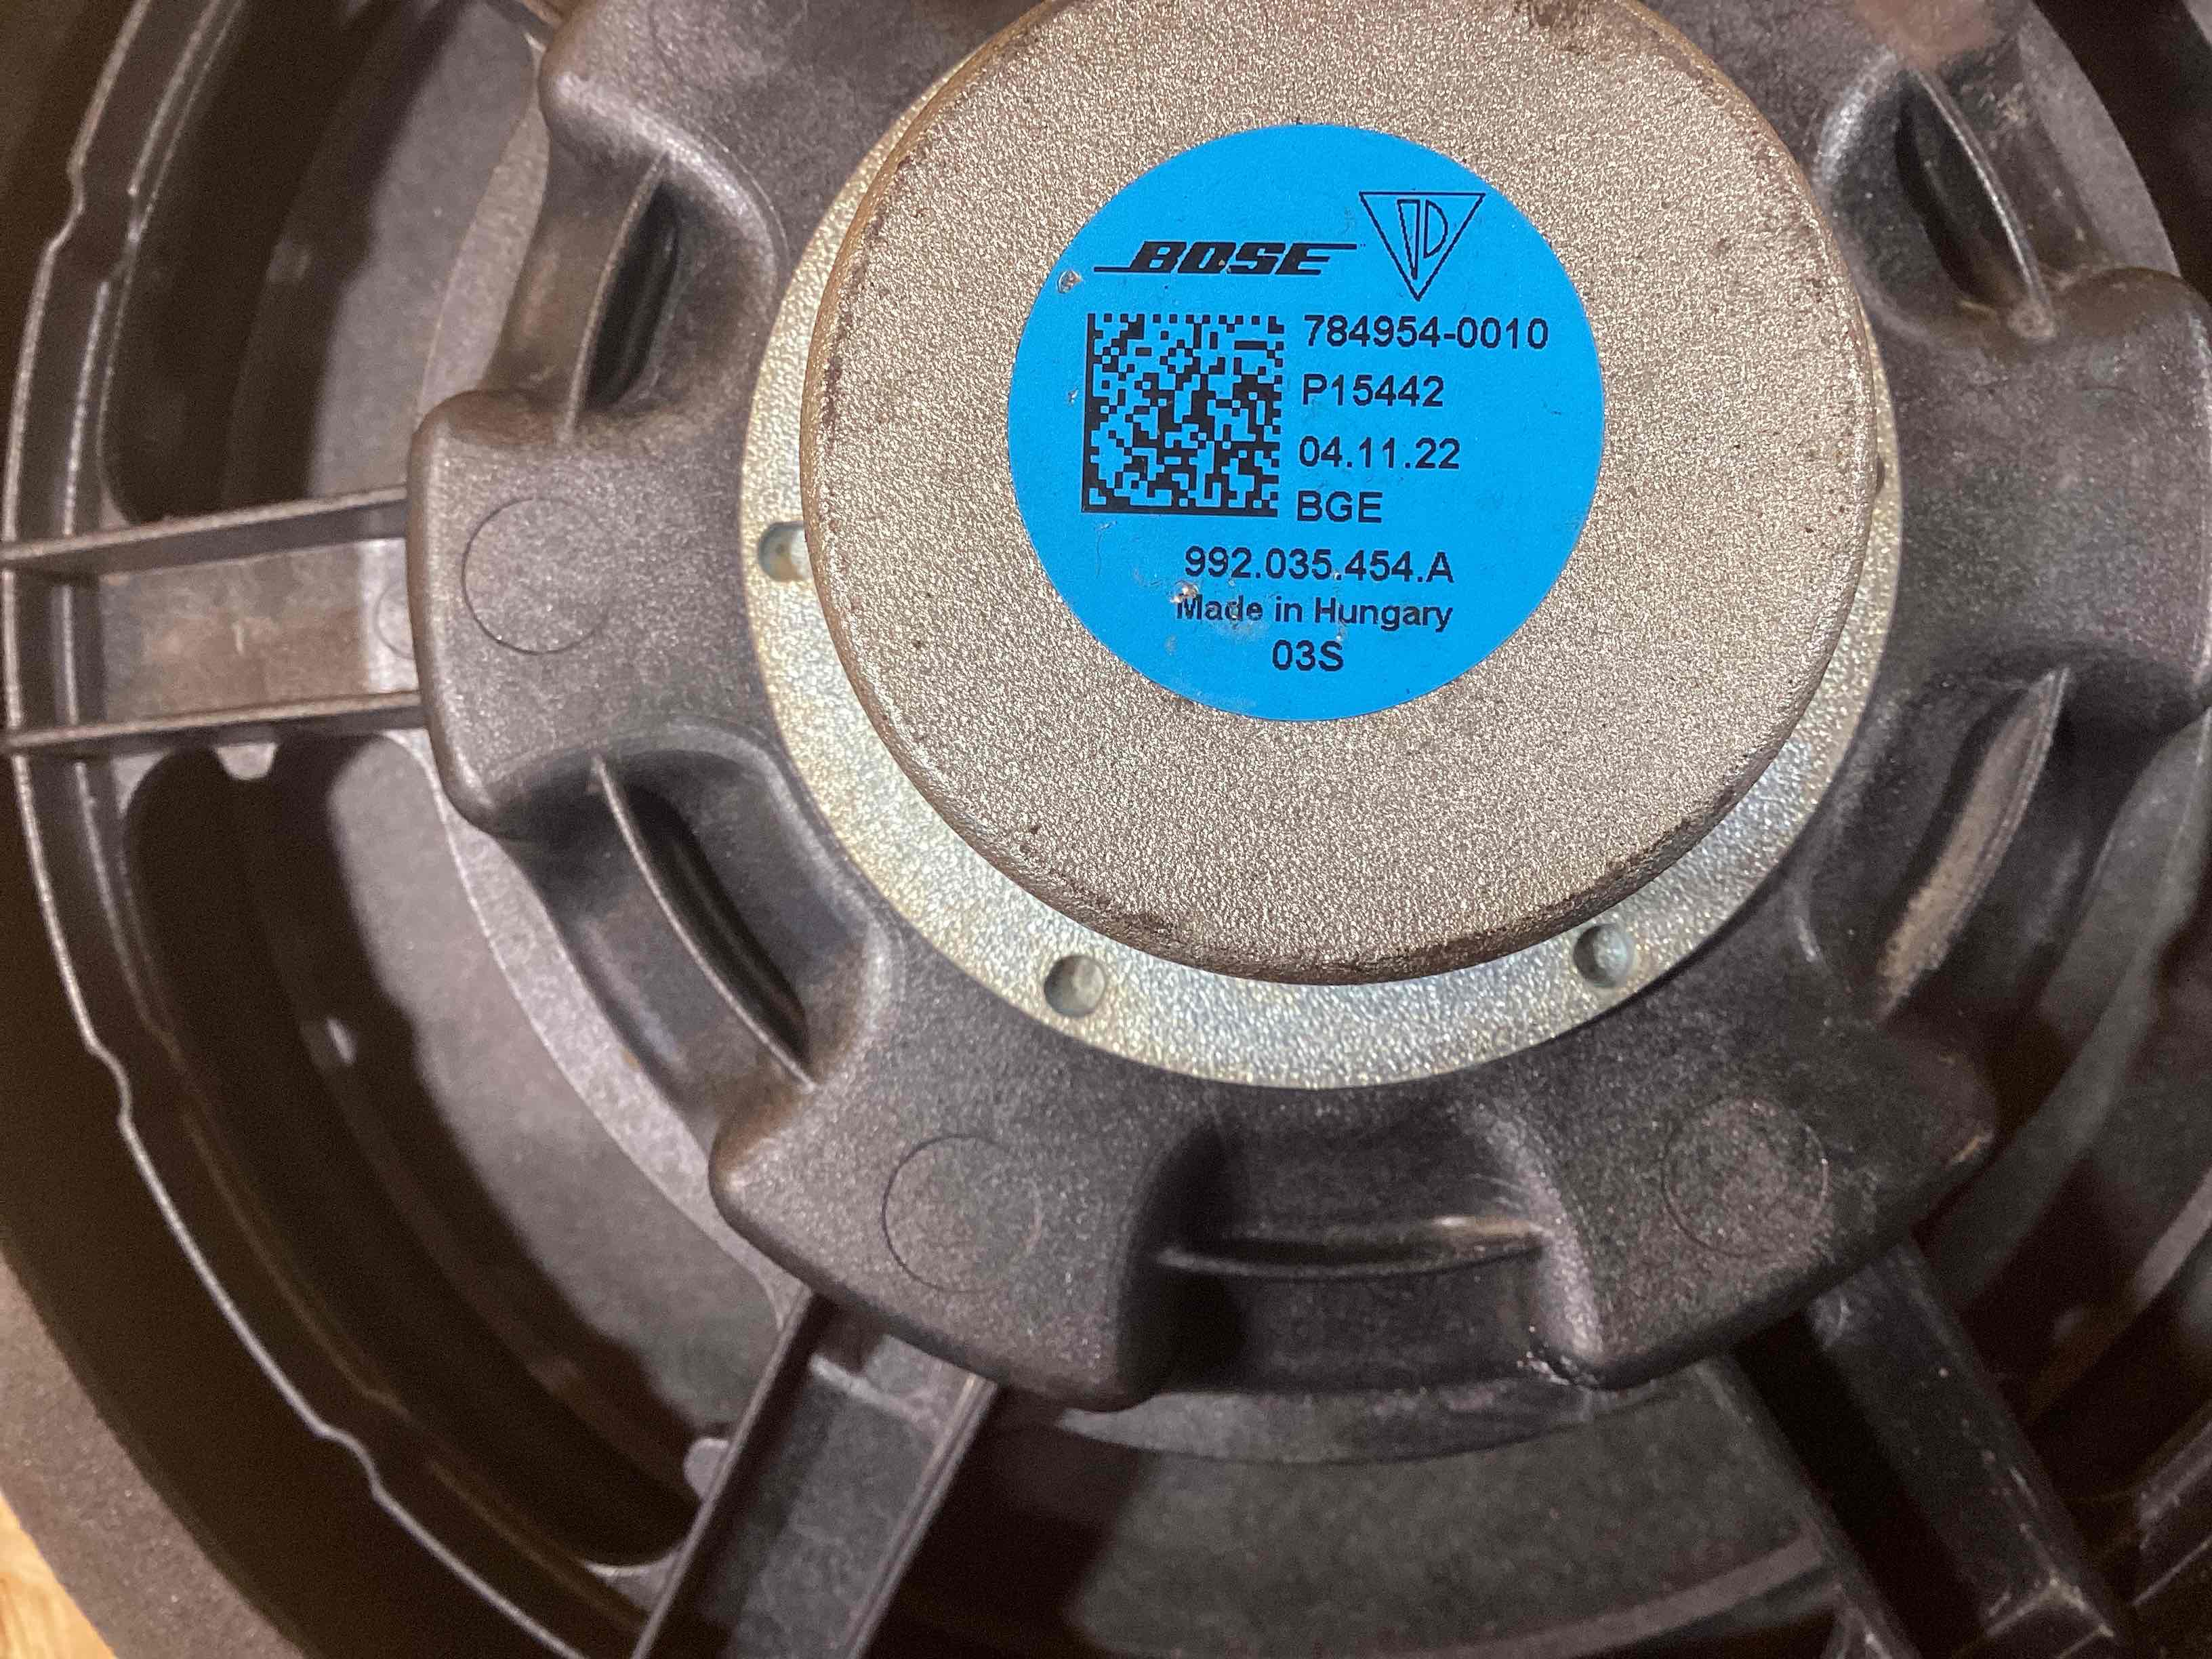 BOSE
784954-0010
P15442
04.11.22
BGE
992.035.454.A
Made in Hungary
03S